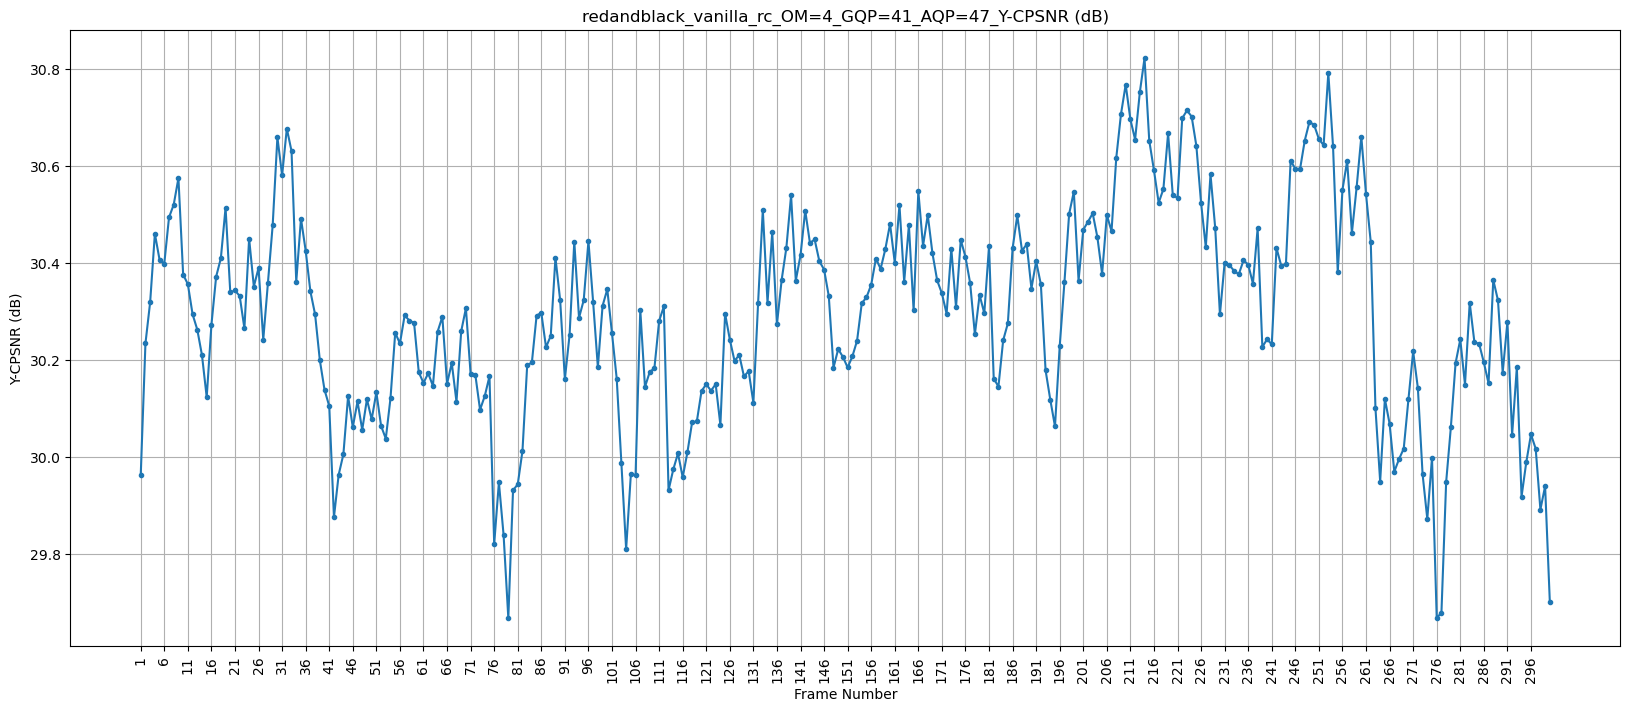 redandblack_vanilla_rc_OM=4_GQP=41_AQP=47_Y-CPSNR (dB)
Y-CPSNR (dB)
30.8
30.6
30.4
30.2
30.0
29.8
1 6 11 16 21 26 31 36 41 46 51 56 61 66 71 76 81 86 91 96 101 106 111 116 121 126 131 136 141 146 151 156 161 166 171 176 181 186 191 196 201 206 211 216 221 226 231 236 241 246 251 256 261 266 271 276 281 286 291 296
Frame Number